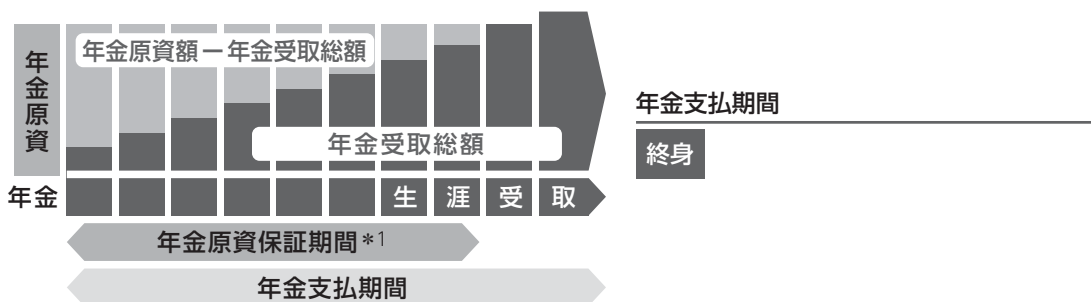 年金原資
年金原資額ー年金受取総額
年金受取総額
年金
生涯受取
年金原資保証期間*1
年金支払期間
年金支払期間
終身